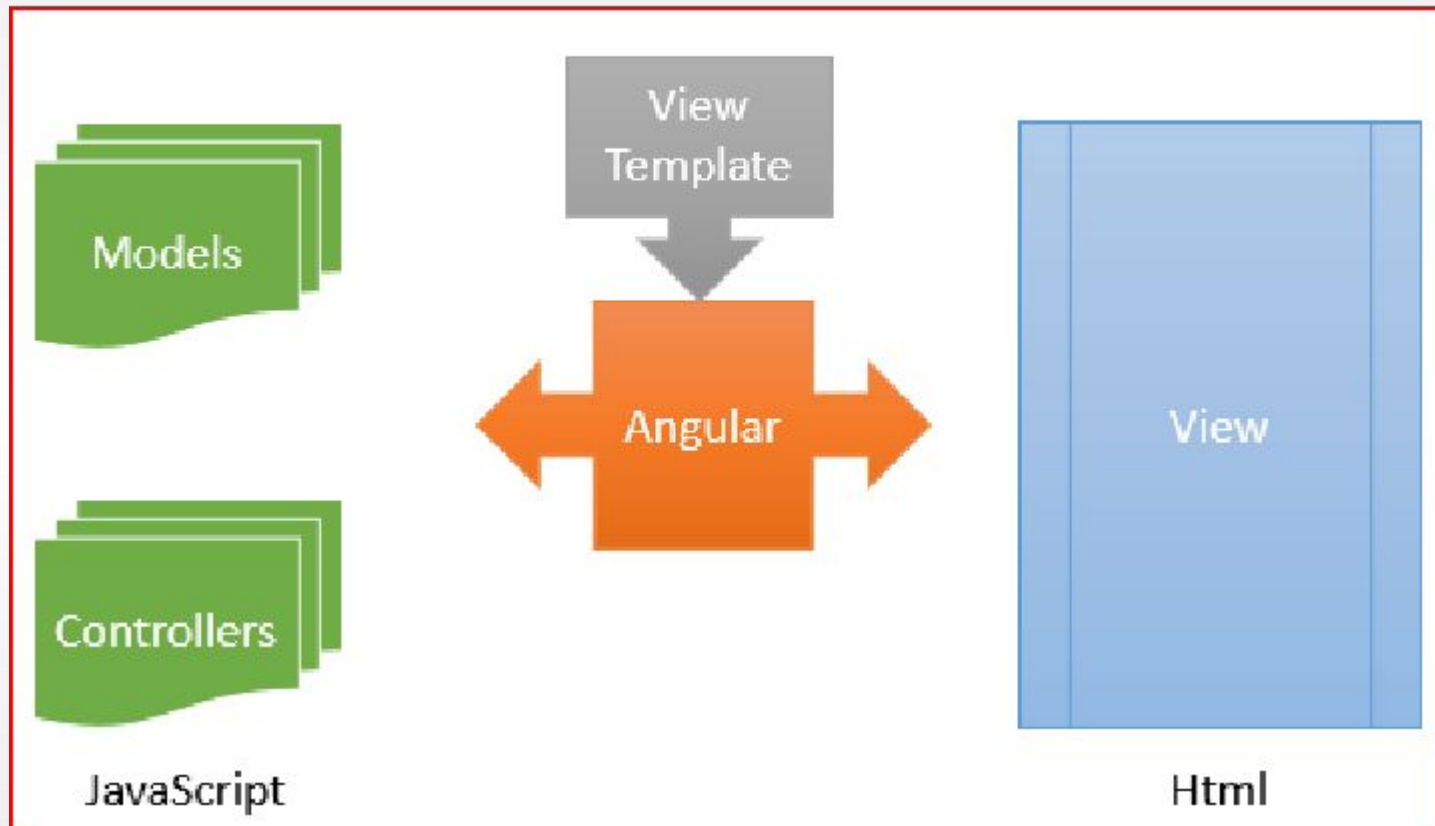 View
Template
Models
Angular
View
Controllers
JavaScript
Html